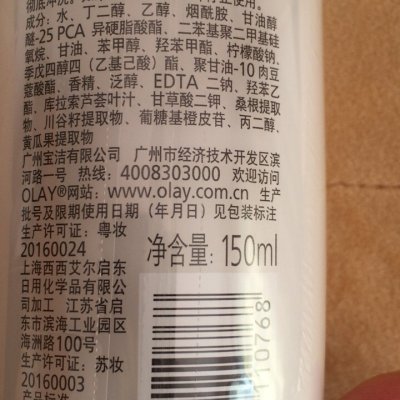 彻底冲洗。
使用。
成分：水、丁二醇、乙醇、烟酰胺、甘油醇
醚-25 PCA 异硬脂酸酯、二苯基聚二甲基硅
氧烷、甘油、苯甲醇、羟苯甲酯、柠檬酸钠、
季戊四醇四（乙基己酸）酯、聚甘油-10 肉豆
蔻酸酯、香精、泛醇、EDTA 二钠、羟苯乙
酯、库拉索芦荟叶汁、甘草酸二钾、桑根提取
物、川谷籽提取物、葡糖基橙皮苷、丙二醇、
黄瓜果提取物
广州宝洁有限公司 广州市经济技术开发区滨
河路一号 热线：4008303000 欢迎访问
OLAY®网站：www.olay.com.cn 生产
批号及限期使用日期（年月日）见包装标注
生产许可证：粤妆
20160024
净含量：150ml
上海西西艾尔启东
日用化学品有限公
司加工 江苏省启
东市滨海工业园区
海洲路100号
生产许可证：苏妆
20160003
产品标准
110768